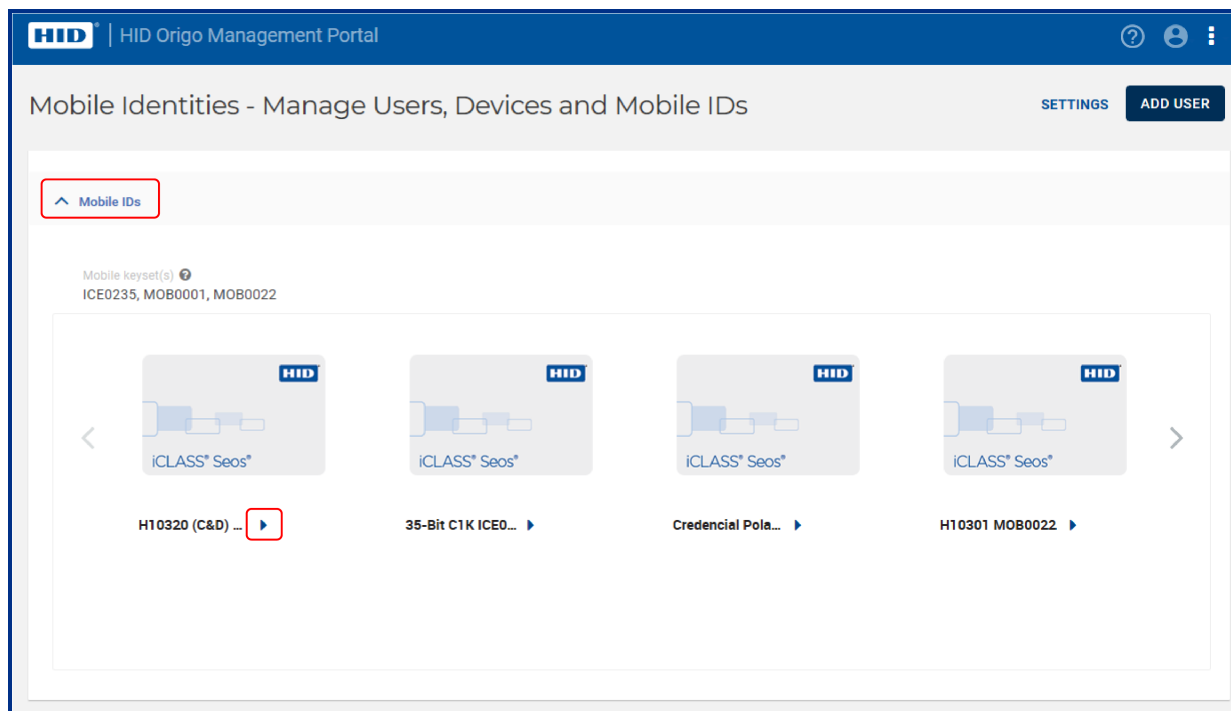 HID® | HID Origo Management Portal
Mobile Identities - Manage Users, Devices and Mobile IDs
SETTINGS
ADD USER
Mobile IDs
Mobile keyset(s)
ICE0235, MOB0001, MOB0022
HID HID HID HID
iCLASS® Seos® iCLASS® Seos® iCLASS® Seos® iCLASS® Seos®
H10320 (C&D) ... 35-Bit C1K ICE0... Credencial Pola... H10301 MOB0022